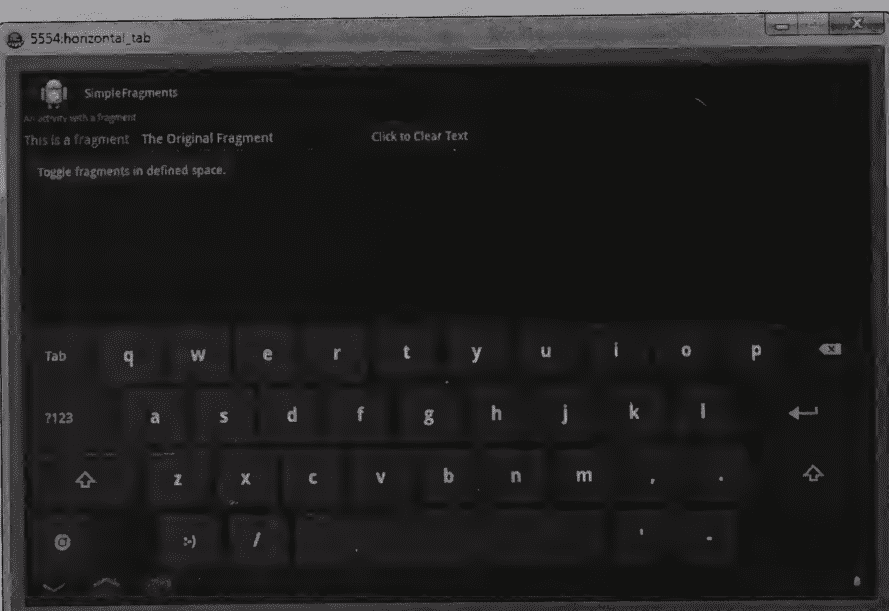 5554:horizontal_tab
SimpleFragments
An activity with a fragment
This is a fragment The Original Fragment Click to Clear Text
Toggle fragments in defined space.
Tab q w e r t y u i o p
?123 a s d f g h j k l
z x c v b n m , .
:-) / ' -